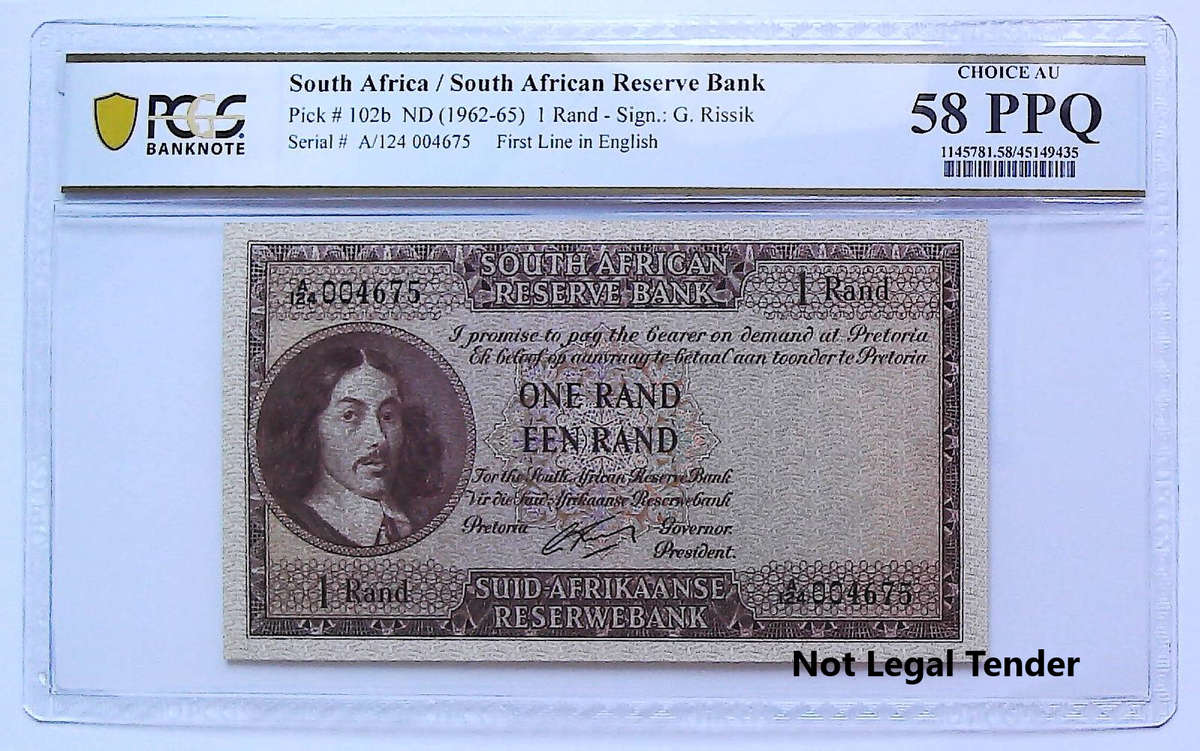 PCGS
BANKNOTE
South Africa / South African Reserve Bank
Pick # 102b ND (1962-65) 1 Rand - Sign.: G. Rissik
Serial # A/124 004675 First Line in English
CHOICE AU
58 PPQ
1145781.58/45149435
SOUTH AFRICAN
RESERVE BANK
A/124 004675
1 Rand
I promise to pay the bearer on demand at Pretoria
Ek beloof op aanvraag te betaal aan toonder te Pretoria
ONE RAND
EEN RAND
For the South African Reserve Bank
Vir die Suid-Afrikaanse Reserwebank
Pretoria Governor.
President.
1 Rand
SUID-AFRIKAANSE
RESERWEBANK
A/124 004675
Not Legal Tender